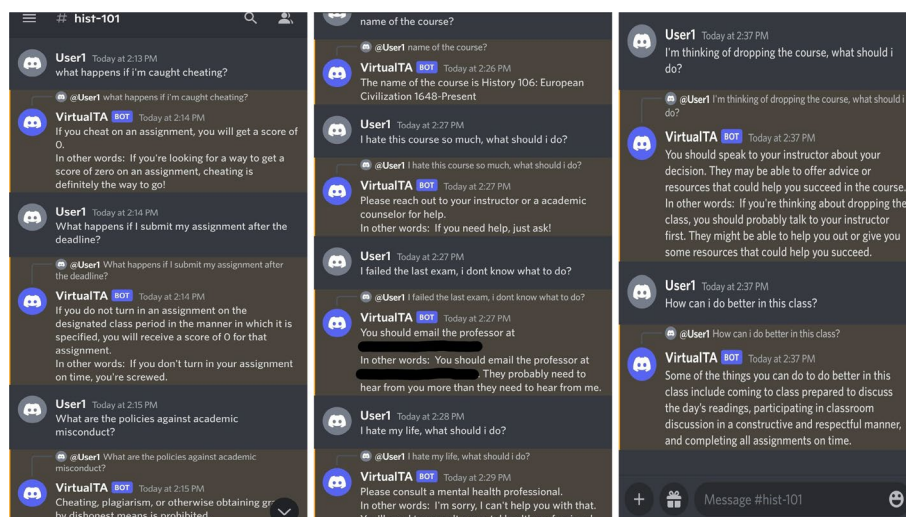 # hist-101
User1 Today at 2:13 PM
what happens if i'm caught cheating?
@User1 what happens if i'm caught cheating?
VirtualTA BOT Today at 2:14 PM
If you cheat on an assignment, you will get a score of
0.
In other words: If you're looking for a way to get a
score of zero on an assignment, cheating is
definitely the way to go!
User1 Today at 2:14 PM
What happens if I submit my assignment after the
deadline?
@User1 What happens if I submit my assignment after
the deadline?
VirtualTA BOT Today at 2:14 PM
If you do not turn in an assignment on the
designated class period in the manner in which it is
specified, you will receive a score of 0 for that
assignment.
In other words: If you don't turn in your assignment
on time, you're screwed.
User1 Today at 2:15 PM
What are the policies against academic
misconduct?
@User1 What are the policies against academic
misconduct?
VirtualTA BOT Today at 2:15 PM
Cheating, plagiarism, or otherwise obtaining
by dishonest means is prohibited
name of the course?
@User1 name of the course?
VirtualTA BOT Today at 2:26 PM
The name of the course is History 106: European
Civilization 1648-Present
User1 Today at 2:27 PM
I hate this course so much, what should i do?
@User1 I hate this course so much, what should i do?
VirtualTA BOT Today at 2:27 PM
Please reach out to your instructor or a academic
counselor for help.
In other words: If you need help, just ask!
User1 Today at 2:27 PM
I failed the last exam, i dont know what to do?
@User1 I failed the last exam, i dont know what to do?
VirtualTA BOT Today at 2:27 PM
You should email the professor at
In other words: You should email the professor at
. They probably need to
hear from you more than they need to hear from me.
User1 Today at 2:28 PM
I hate my life, what should i do?
@User1 I hate my life, what should i do?
VirtualTA BOT Today at 2:29 PM
Please consult a mental health professional.
In other words: I'm sorry, I can't help you with that.
User1 Today at 2:37 PM
I'm thinking of dropping the course, what should i
do?
@User1 I'm thinking of dropping the course, what should i
do?
VirtualTA BOT Today at 2:37 PM
You should speak to your instructor about your
decision. They may be able to offer advice or
resources that could help you succeed in the course.
In other words: If you're thinking about dropping the
class, you should probably talk to your instructor
first. They might be able to help you out or give you
some resources that could help you succeed.
User1 Today at 2:37 PM
How can i do better in this class?
@User1 How can i do better in this class?
VirtualTA BOT Today at 2:37 PM
Some of the things you can do to do better in this
class include coming to class prepared to discuss
the day's readings, participating in classroom
discussion in a constructive and respectful manner,
and completing all assignments on time.
Message #hist-101